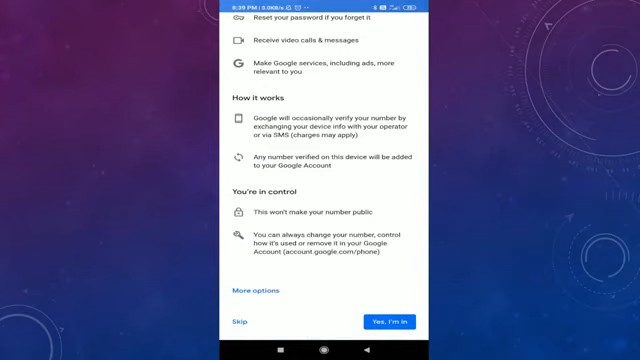 8:39 PM | 0.0KB/s
Reset your password if you forget it
Receive video calls & messages
Make Google services, including ads, more
relevant to you
How it works
Google will occasionally verify your number by
exchanging your device info with your operator
or via SMS (charges may apply)
Any number verified on this device will be added
to your Google Account
You're in control
This won't make your number public
You can always change your number, control
how it's used or remove it in your Google
Account (account.google.com/phone)
More options
Skip
Yes, I'm in